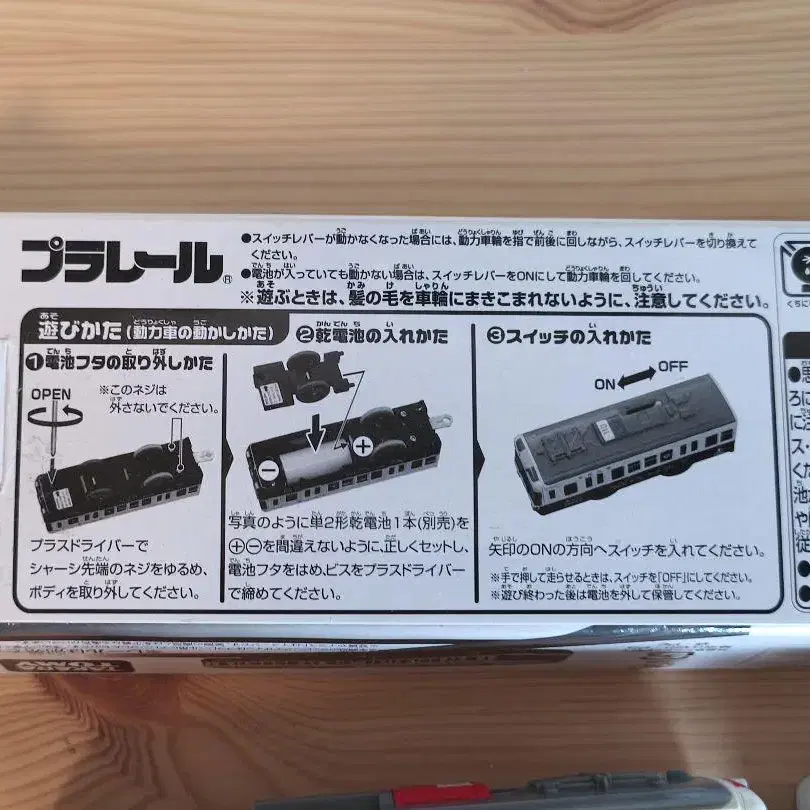 プラレール®
●スイッチレバーが動かなくなった場合には、動力車輪を指で前後に回しながら、スイッチレバーを切り換えて
ください。
●電池が入っていても動かない場合は、スイッチレバーをONにして動力車輪を回してください。
※遊ぶときは、髪の毛を車輪にまきこまれないように、注意してください。
遊びかた(動力車の動かしかた)
①電池フタの取り外しかた
OPEN
※このネジは
外さないでください。
プラスドライバーで
シャーシ先端のネジをゆるめ、
ボディを取り外してください。
②乾電池の入れかた
⊖
⊕
写真のように単2形乾電池1本(別売)を
⊕⊖を間違えないように、正しくセットし、
電池フタをはめ、ビスをプラスドライバー
で締めてください。
③スイッチの入れかた
ON
OFF
矢印のONの方向へスイッチを入れてください。
※手で押して走らせるときは、スイッチを「OFF」にしてください。
※遊び終わった後は電池を外して保管してください。
くちに
TOMY